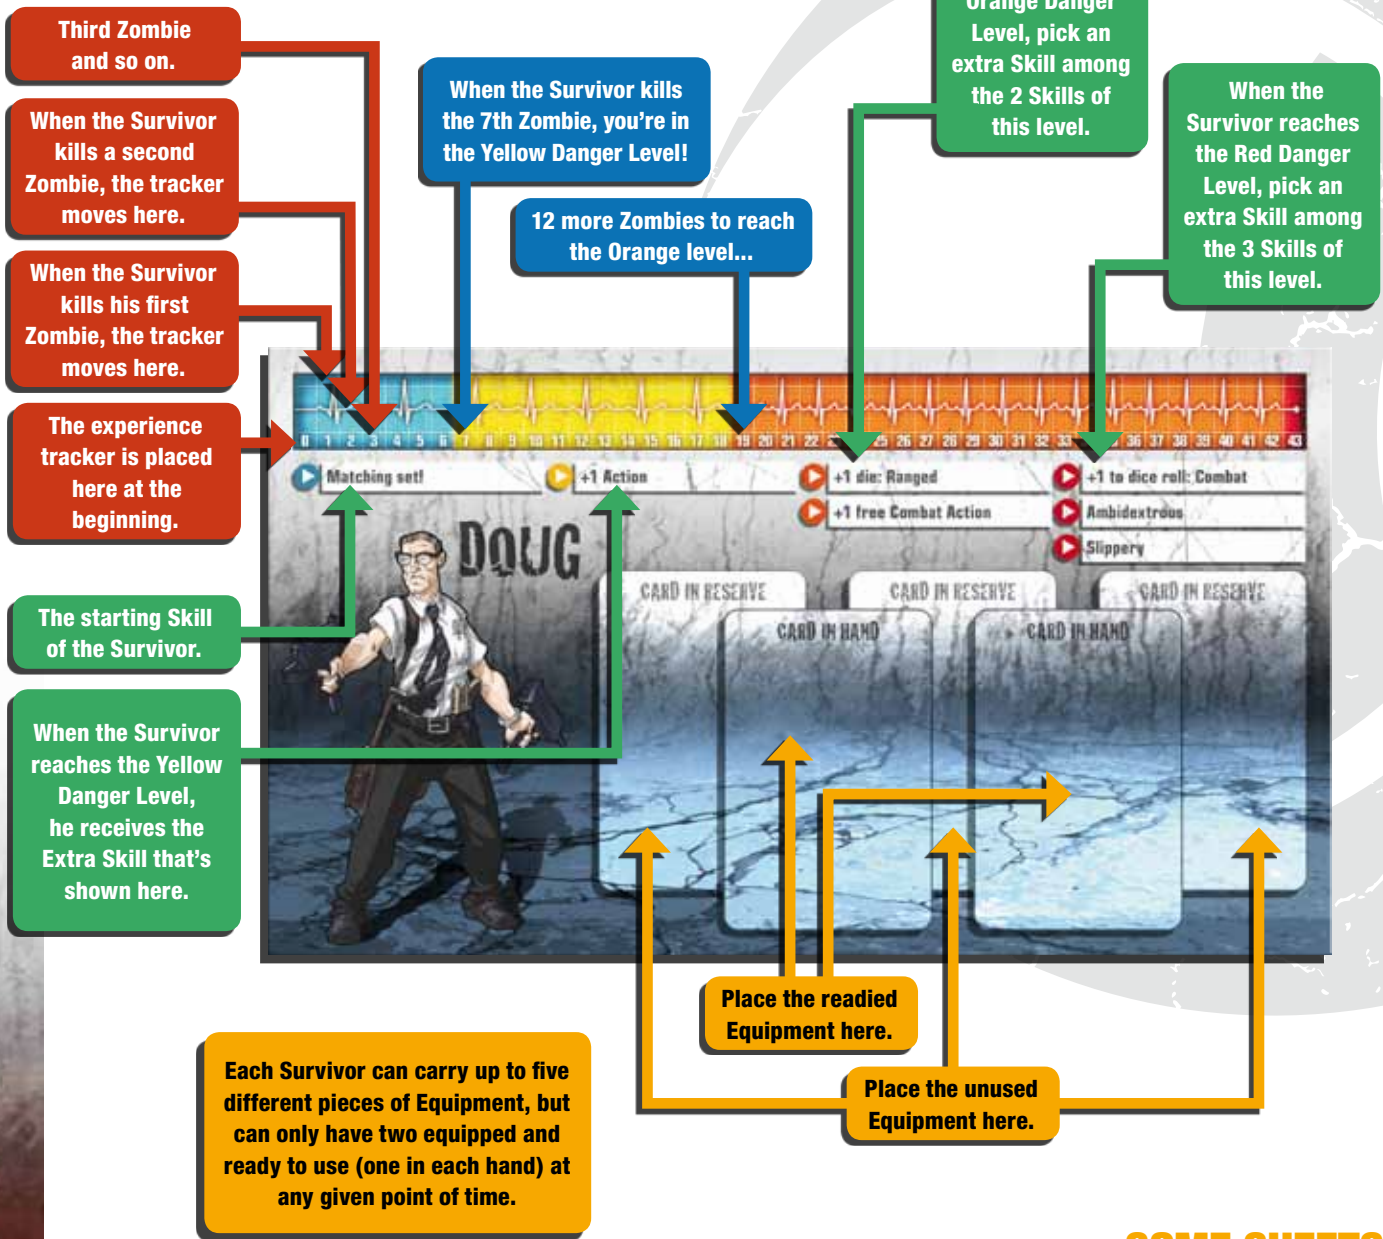 Orange Danger
Level, pick an
extra Skill among
the 2 Skills of
this level.
Third Zombie
and so on.
When the Survivor
kills a second
Zombie, the tracker
moves here.
When the Survivor
kills his first
Zombie, the tracker
moves here.
The experience
tracker is placed
here at the
beginning.
When the Survivor kills
the 7th Zombie, you're in
the Yellow Danger Level!
12 more Zombies to reach
the Orange level...
When the
Survivor reaches
the Red Danger
Level, pick an
extra Skill among
the 3 Skills of
this level.
0 1 2 3 4 5 6 7 8 9 10 11 12 13 14 15 16 17 18 19 20 21 22 25 26 27 28 29 30 31 32 33 36 37 38 39 40 41 42 43
Matching set!
+1 Action
+1 die: Ranged
+1 free Combat Action
+1 to dice roll: Combat
Ambidextrous
Slippery
DOUG
CARD IN RESERVE
CARD IN RESERVE
CARD IN RESERVE
CARD IN HAND
CARD IN HAND
The starting Skill
of the Survivor.
When the Survivor
reaches the Yellow
Danger Level,
he receives the
Extra Skill that's
shown here.
Place the readied
Equipment here.
Place the unused
Equipment here.
Each Survivor can carry up to five
different pieces of Equipment, but
can only have two equipped and
ready to use (one in each hand) at
any given point of time.